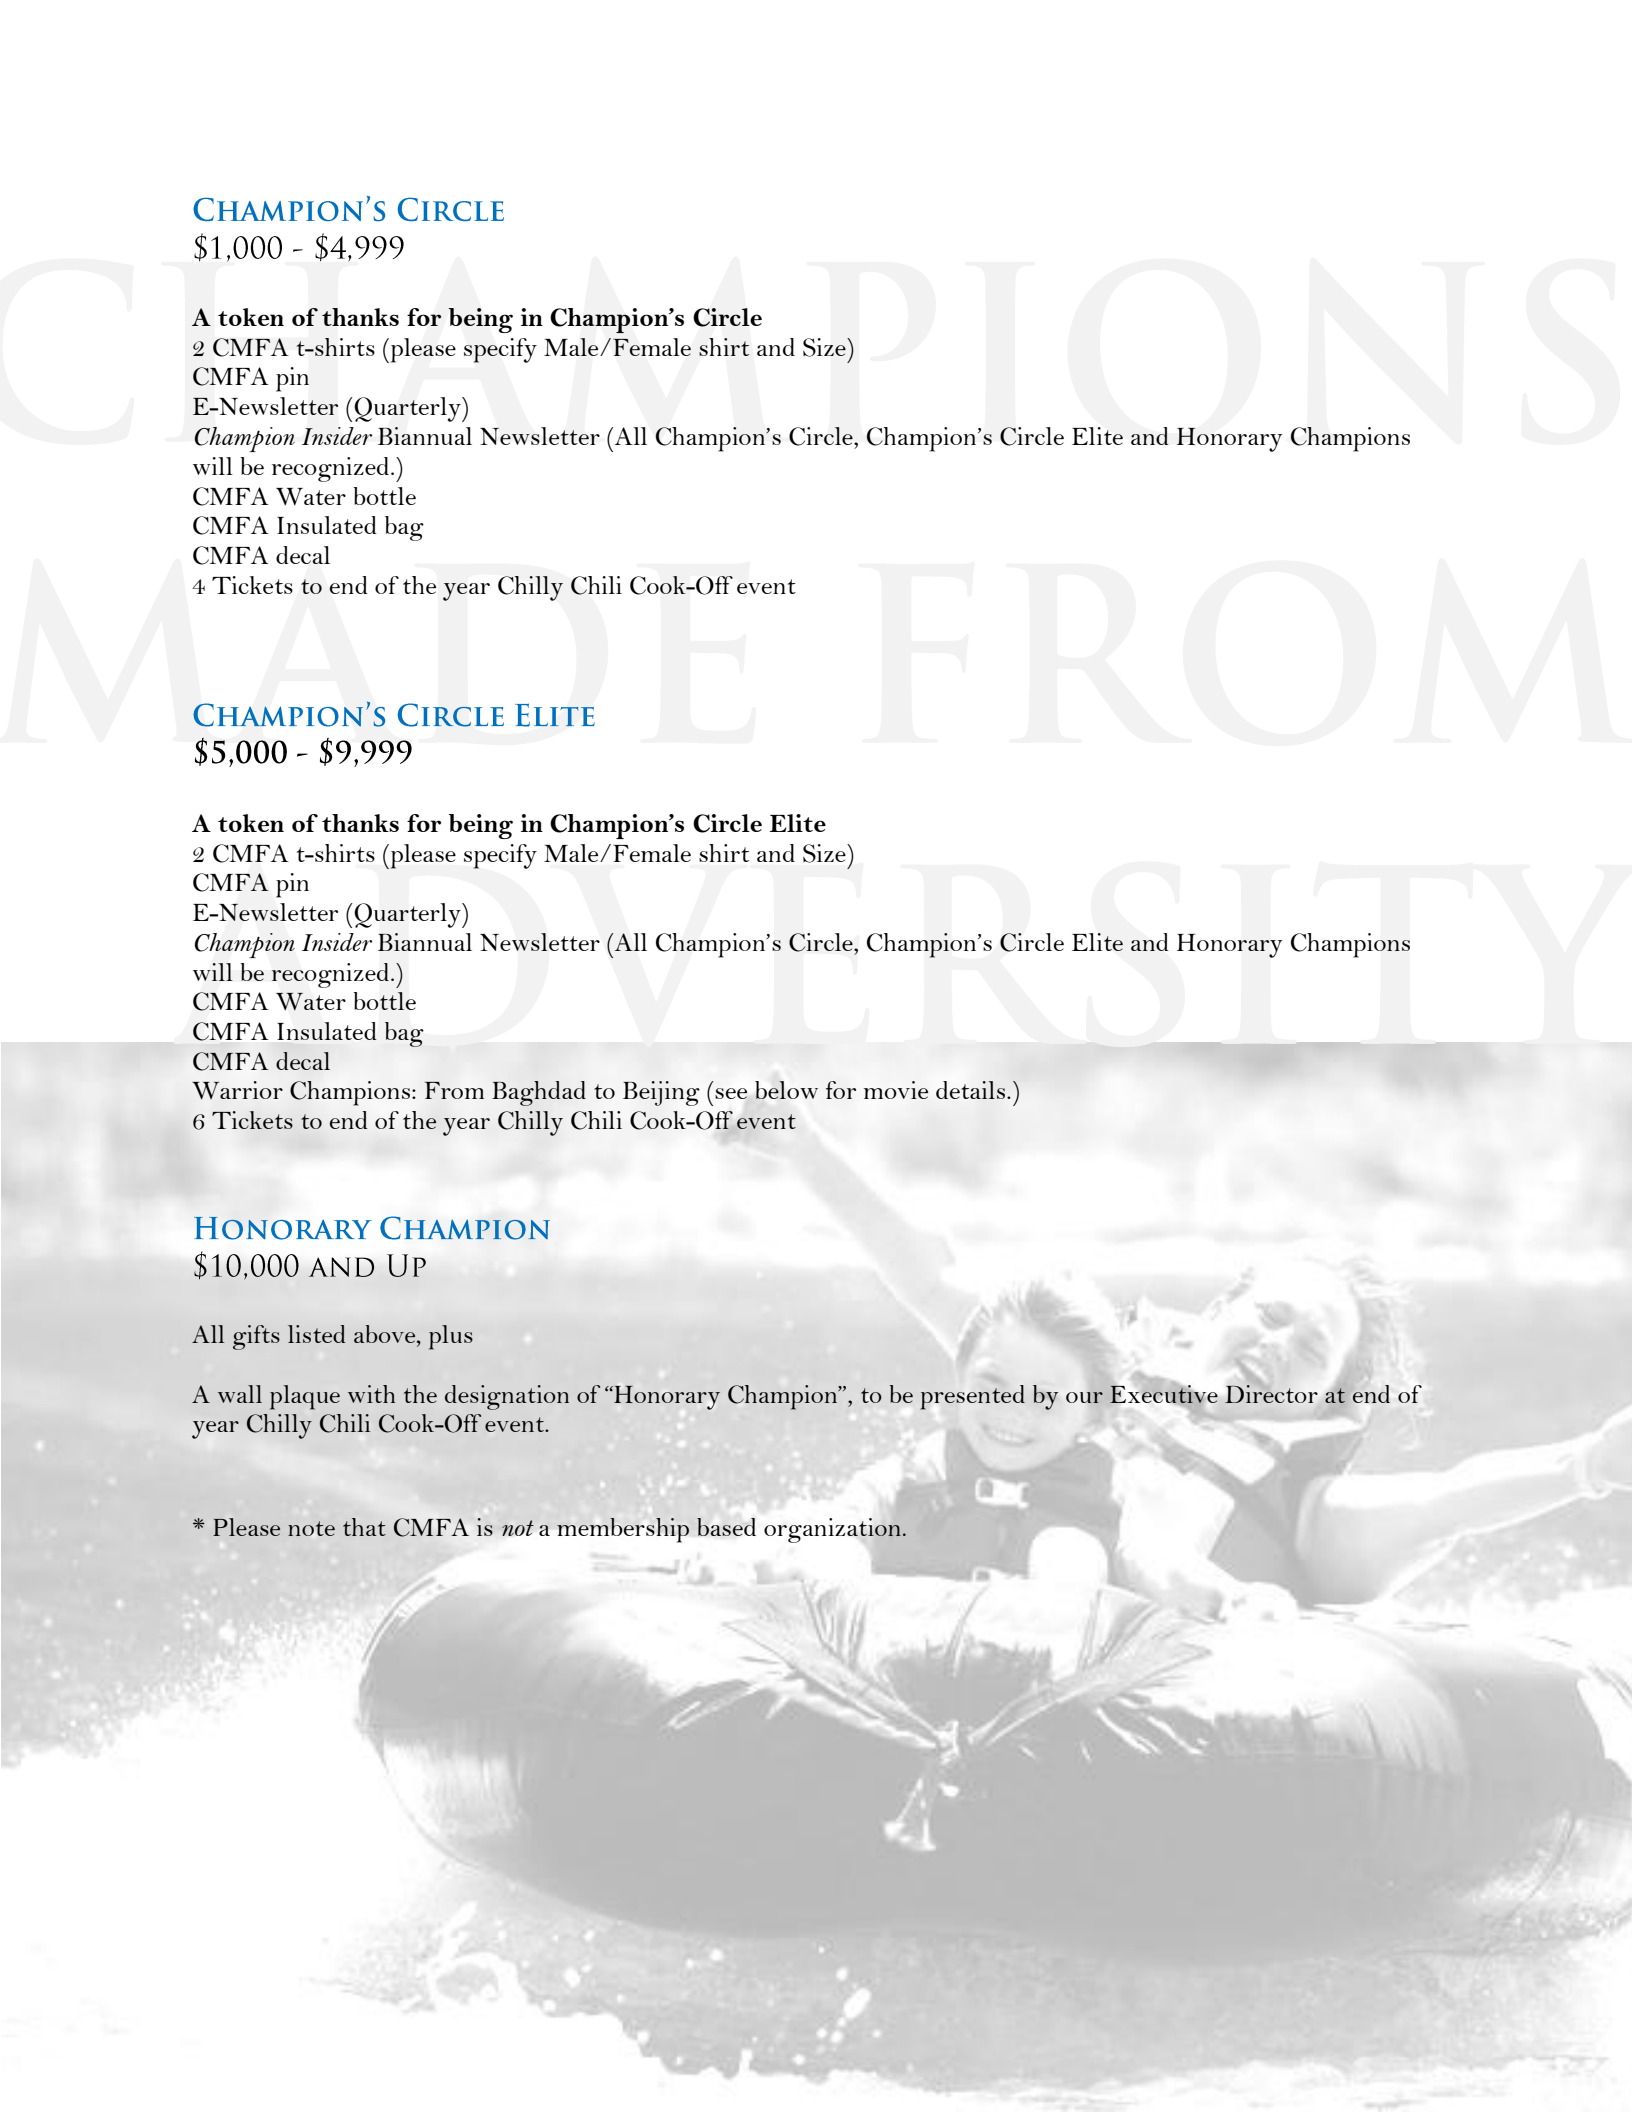 CHAMPION'S CIRCLE
$1,000 - $4,999
A token of thanks for being in Champion's Circle
2 CMFA t-shirts (please specify Male/Female shirt and Size)
CMFA pin
E-Newsletter (Quarterly)
Champion Insider Biannual Newsletter (All Champion's Circle, Champion's Circle Elite and Honorary Champions
will be recognized.)
CMFA Water bottle
CMFA Insulated bag
CMFA decal
4 Tickets to end of the year Chilly Chili Cook-Off event
CHAMPIONS
MADE FROM
ADVERSITY
CHAMPION'S CIRCLE ELITE
$5,000 - $9,999
A token of thanks for being in Champion's Circle Elite
2 CMFA t-shirts (please specify Male/Female shirt and Size)
CMFA pin
E-Newsletter (Quarterly)
Champion Insider Biannual Newsletter (All Champion's Circle, Champion's Circle Elite and Honorary Champions
will be recognized.)
CMFA Water bottle
CMFA Insulated bag
CMFA decal
Warrior Champions: From Baghdad to Beijing (see below for movie details.)
6 Tickets to end of the year Chilly Chili Cook-Off event
HONORARY CHAMPION
$10,000 AND UP
All gifts listed above, plus
A wall plaque with the designation of “Honorary Champion”, to be presented by our Executive Director at end of
year Chilly Chili Cook-Off event.
* Please note that CMFA is not a membership based organization.